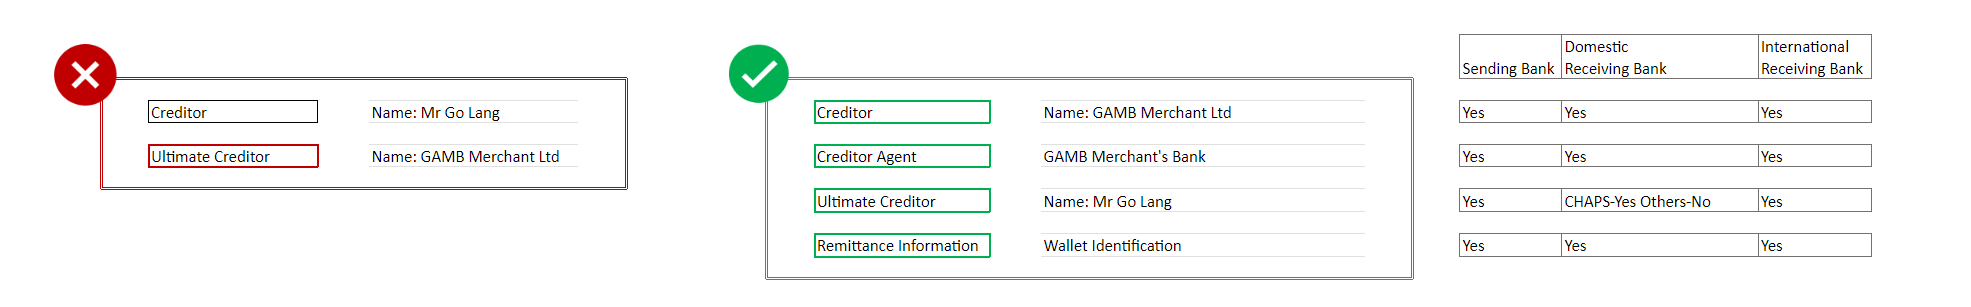 Creditor
Name: Mr Go Lang
Ultimate Creditor
Name: GAMB Merchant Ltd
Creditor
Name: GAMB Merchant Ltd
Creditor Agent
GAMB Merchant's Bank
Ultimate Creditor
Name: Mr Go Lang
Remittance Information
Wallet Identification
Sending Bank
Domestic
Receiving Bank
International
Receiving Bank
Yes
Yes
Yes
Yes
Yes
Yes
Yes
CHAPS-Yes Others-No
Yes
Yes
Yes
Yes